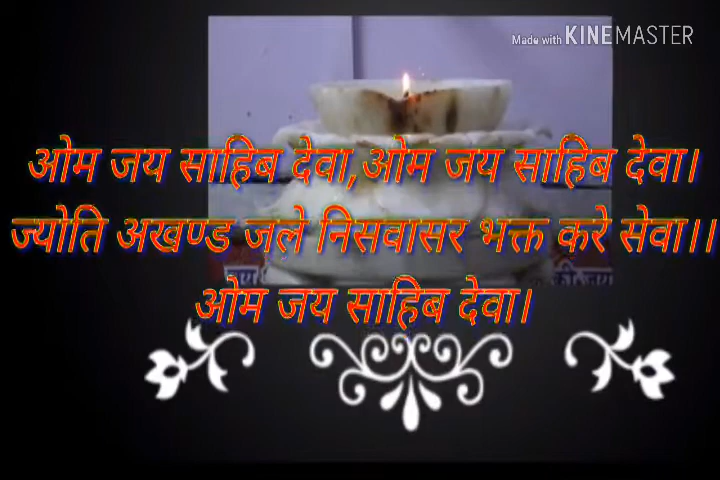 Made with KINEMASTER
ओम जय साहिब देवा,ओम जय साहिब देवा।
ज्योति अखण्ड जले निसवासर भक्त करे सेवा।।
ओम जय साहिब देवा।